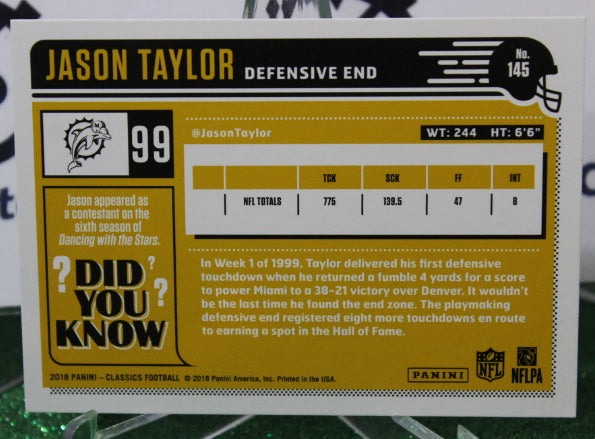 JASON TAYLOR DEFENSIVE END
No.
145
99
@JasonTaylor
WT: 244 HT: 6'6"
TCK SCK FF INT
NFL TOTALS 775 139.5 47 8
Jason appeared as
a contestant on the
sixth season of
Dancing with the Stars.
? DID ?
YOU ?
KNOW
In Week 1 of 1999, Taylor delivered his first defensive
touchdown when he returned a fumble 4 yards for a score
to power Miami to a 38-21 victory over Denver. It wouldn't
be the last time he found the end zone. The playmaking
defensive end registered eight more touchdowns en route
to earning a spot in the Hall of Fame.
2018 PANINI - CLASSICS FOOTBALL © 2018 Panini America, Inc. Printed in the USA.
PANINI
NFL
NFLPA